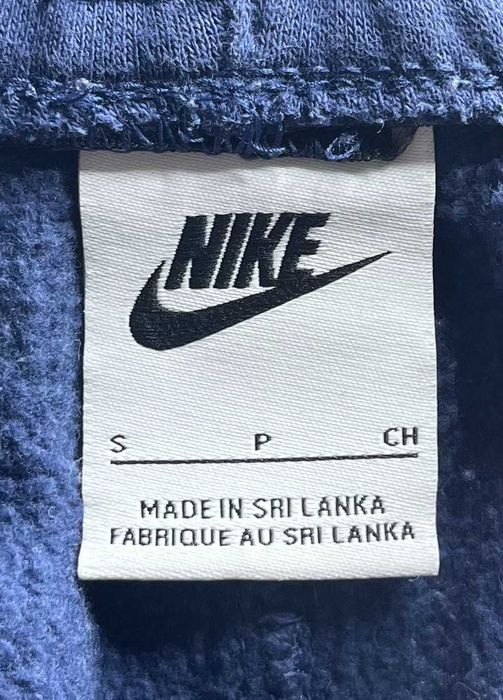 NIKE
S P CH
MADE IN SRI LANKA
FABRIQUE AU SRI LANKA